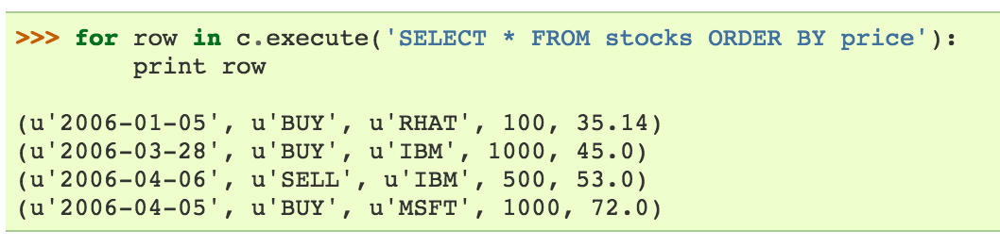 >>> for row in c.execute('SELECT * FROM stocks ORDER BY price'):
        print row

(u'2006-01-05', u'BUY', u'RHAT', 100, 35.14)
(u'2006-03-28', u'BUY', u'IBM', 1000, 45.0)
(u'2006-04-06', u'SELL', u'IBM', 500, 53.0)
(u'2006-04-05', u'BUY', u'MSFT', 1000, 72.0)